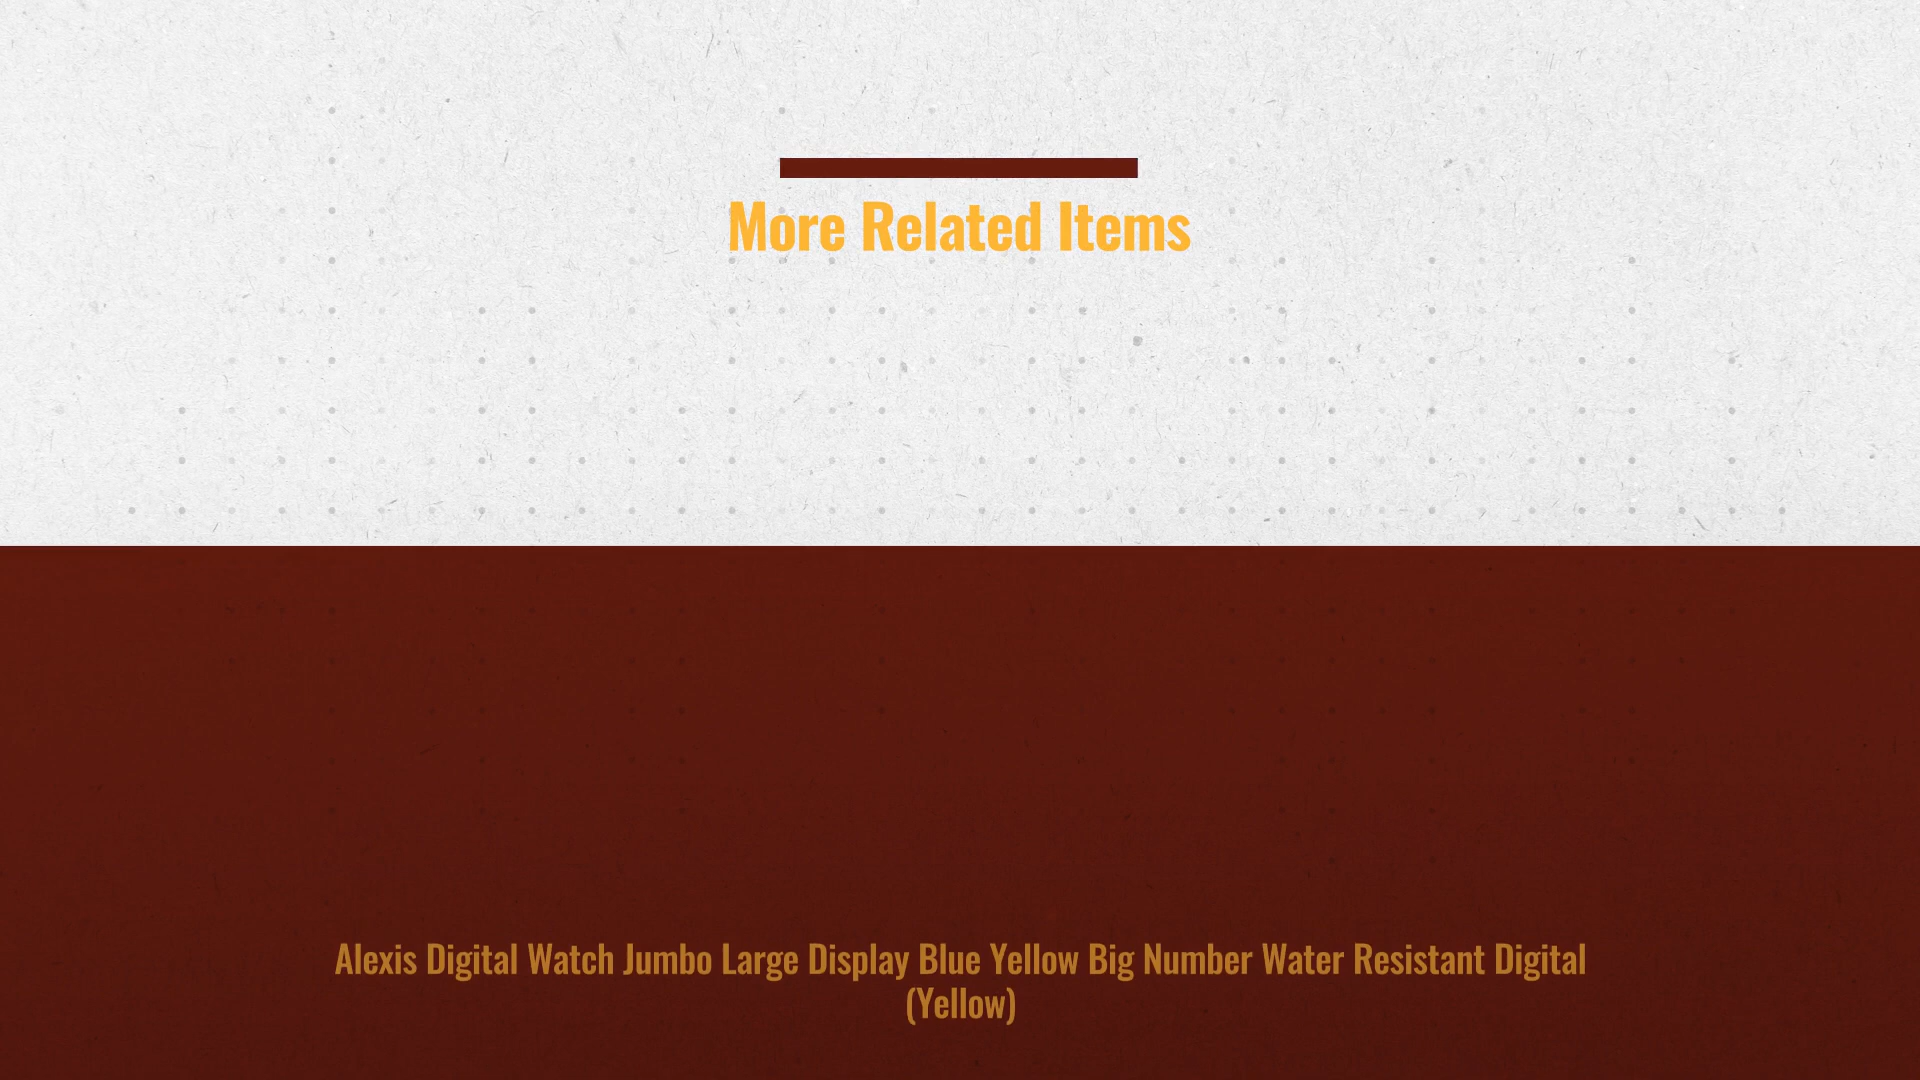 More Related Items
Alexis Digital Watch Jumbo Large Display Blue Yellow Big Number Water Resistant Digital
(Yellow)